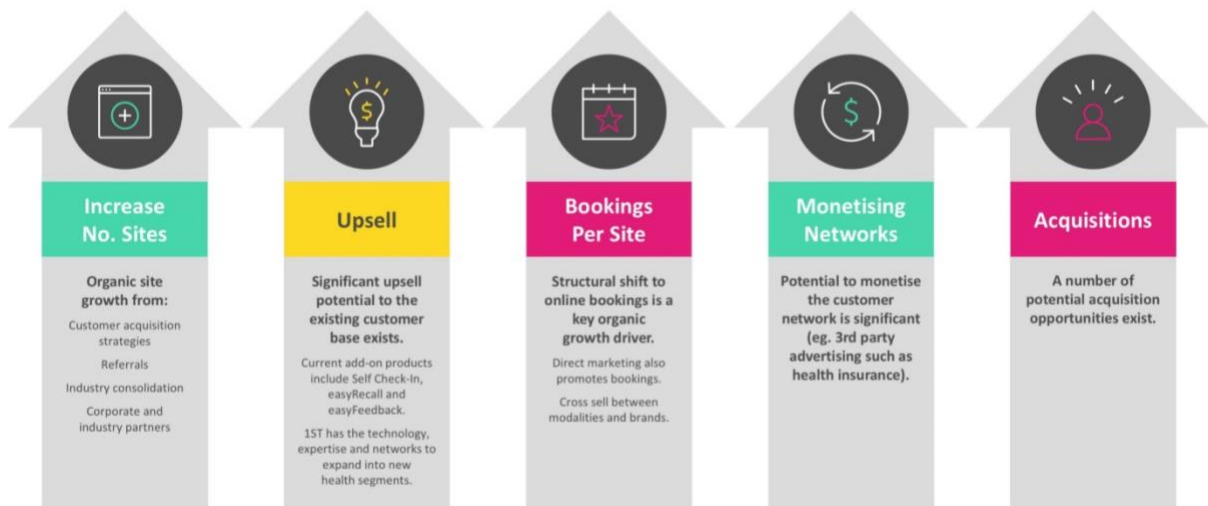 Increase
No. Sites
Organic site
growth from:
Customer acquisition
strategies
Referrals
Industry consolidation
Corporate and
industry partners
$
Upsell
Significant upsell
potential to the
existing customer
base exists.
Current add-on products
include Self Check-In,
easyRecall and
easyFeedback.
1ST has the technology,
expertise and networks to
expand into new
health segments.
Bookings
Per Site
Structural shift to
online bookings is a
key organic
growth driver.
Direct marketing also
promotes bookings.
Cross sell between
modalities and brands.
$
Monetising
Networks
Potential to monetise
the customer
network is significant
(eg. 3rd party
advertising such as
health insurance).
Acquisitions
A number of
potential acquisition
opportunities exist.